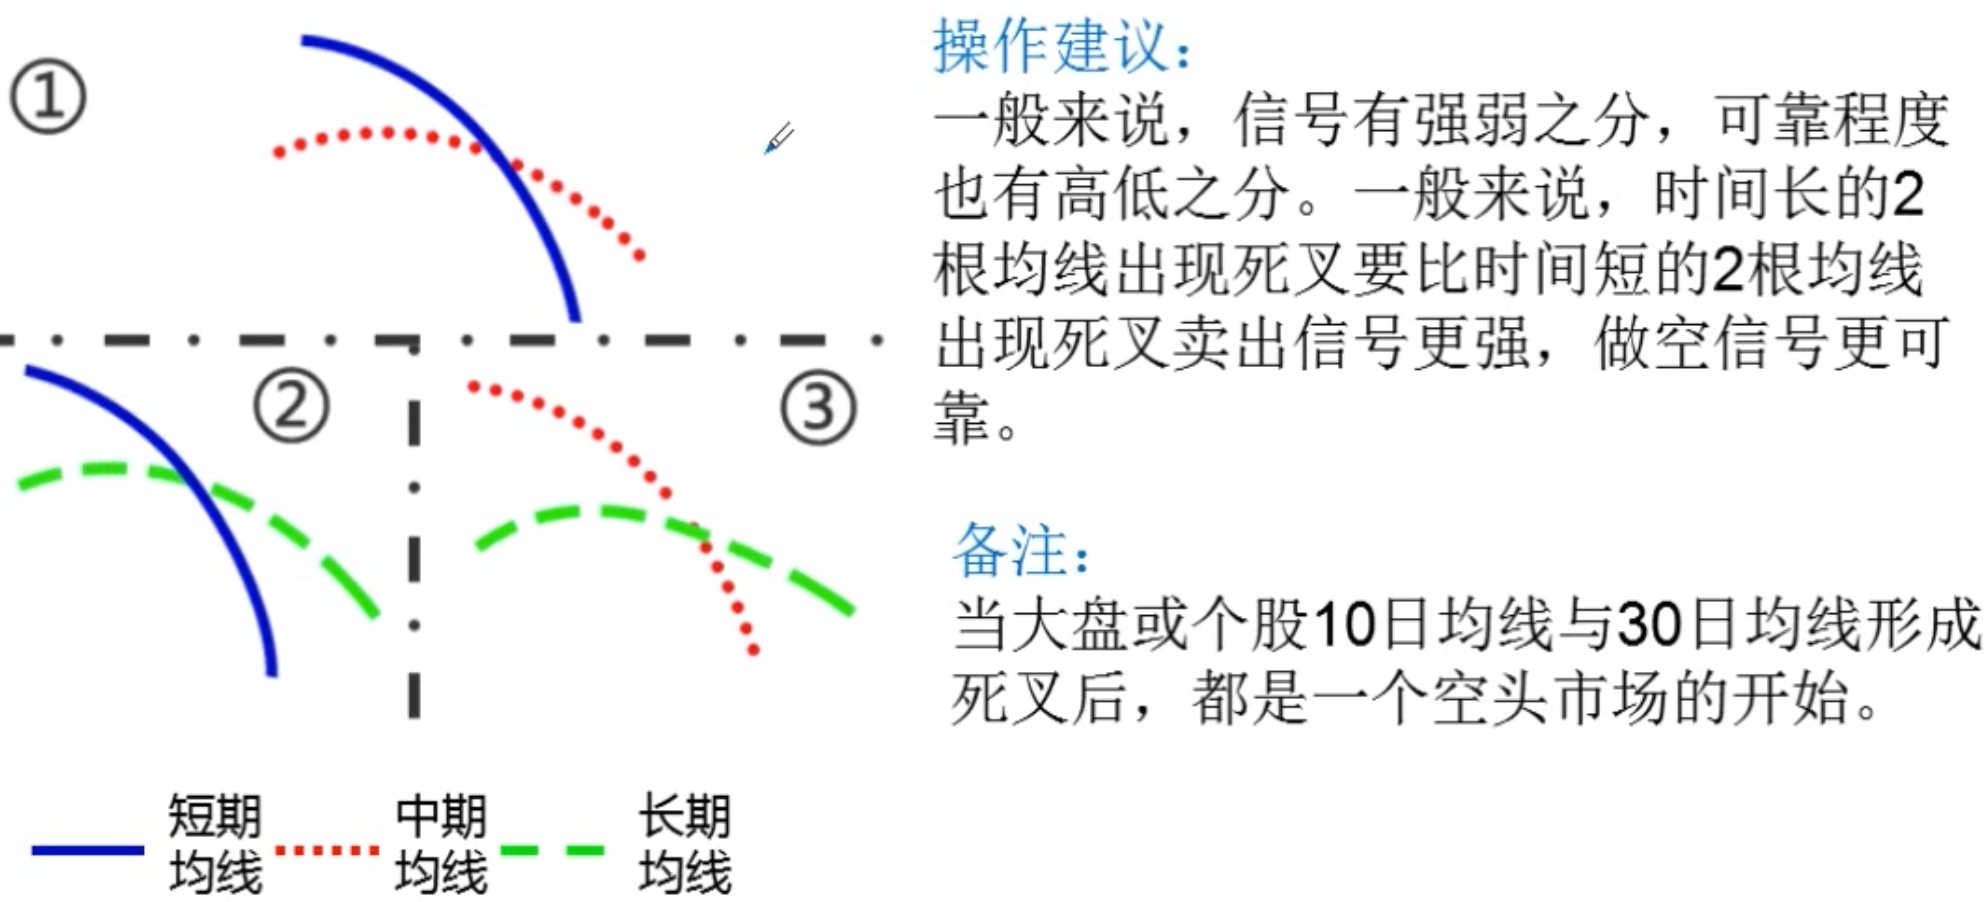 ①
②
③
短期
均线
中期
均线
长期
均线
操作建议：
一般来说，信号有强弱之分，可靠程度
也有高低之分。一般来说，时间长的2
根均线出现死叉要比时间短的2根均线
出现死叉卖出信号更强，做空信号更可
靠。
备注：
当大盘或个股10日均线与30日均线形成
死叉后，都是一个空头市场的开始。